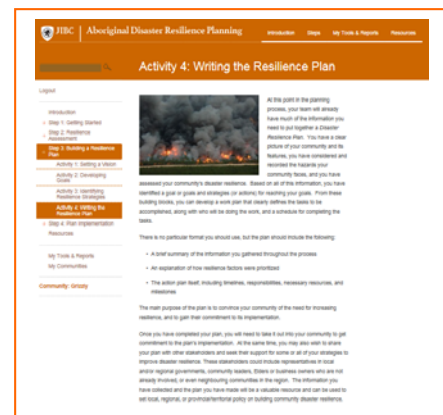 JIBC Aboriginal Disaster Resilience Planning
Introduction Steps My Tools & Reports Resources
Activity 4: Writing the Resilience Plan
Logout
Introduction
Step 1: Getting Started
Step 2: Resilience
Assessment
Step 3: Building a Resilience
Plan
Activity 1: Setting a Vision
Activity 2: Developing
Goals
Activity 3: Identifying
Resilience Strategies
Activity 4: Writing the
Resilience Plan
Step 4: Plan Implementation
Resources
My Tools & Reports
My Communities
Community: Grizzly
At this point in the planning
process, your team will already
have much of the information you
need to put together a Disaster
Resilience Plan. You have a clear
picture of your community and its
features, you have considered and
recorded the hazards your
community faces, and you have
assessed your community's disaster resilience. Based on all of this information, you have
identified a goal or goals and strategies (or actions) for reaching your goals. From these
building blocks, you can develop a work plan that clearly defines the tasks to be
accomplished, along with who will be doing the work, and a schedule for completing the
tasks.
There is no particular format you should use, but the plan should include the following:
• A brief summary of the information you gathered throughout the process
• An explanation of how resilience factors were prioritized
• The action plan itself, including timelines, responsibilities, necessary resources, and
milestones
The main purpose of the plan is to convince your community of the need for increasing
resilience, and to gain their commitment to its implementation.
Once you have completed your plan, you will need to take it out into your community to get
commitment to the plan's implementation. At the same time, you may also wish to share
your plan with other stakeholders and seek their support for some or all of your strategies to
improve disaster resilience. These stakeholders could include representatives in local
and/or regional governments, community leaders, Elders or business owners who are not
already involved, or even neighbouring communities in the region. The information you
have collected and the plan you have made will be a valuable resource and can be used to
set local, regional, or provincial/territorial policy on building community disaster resilience.